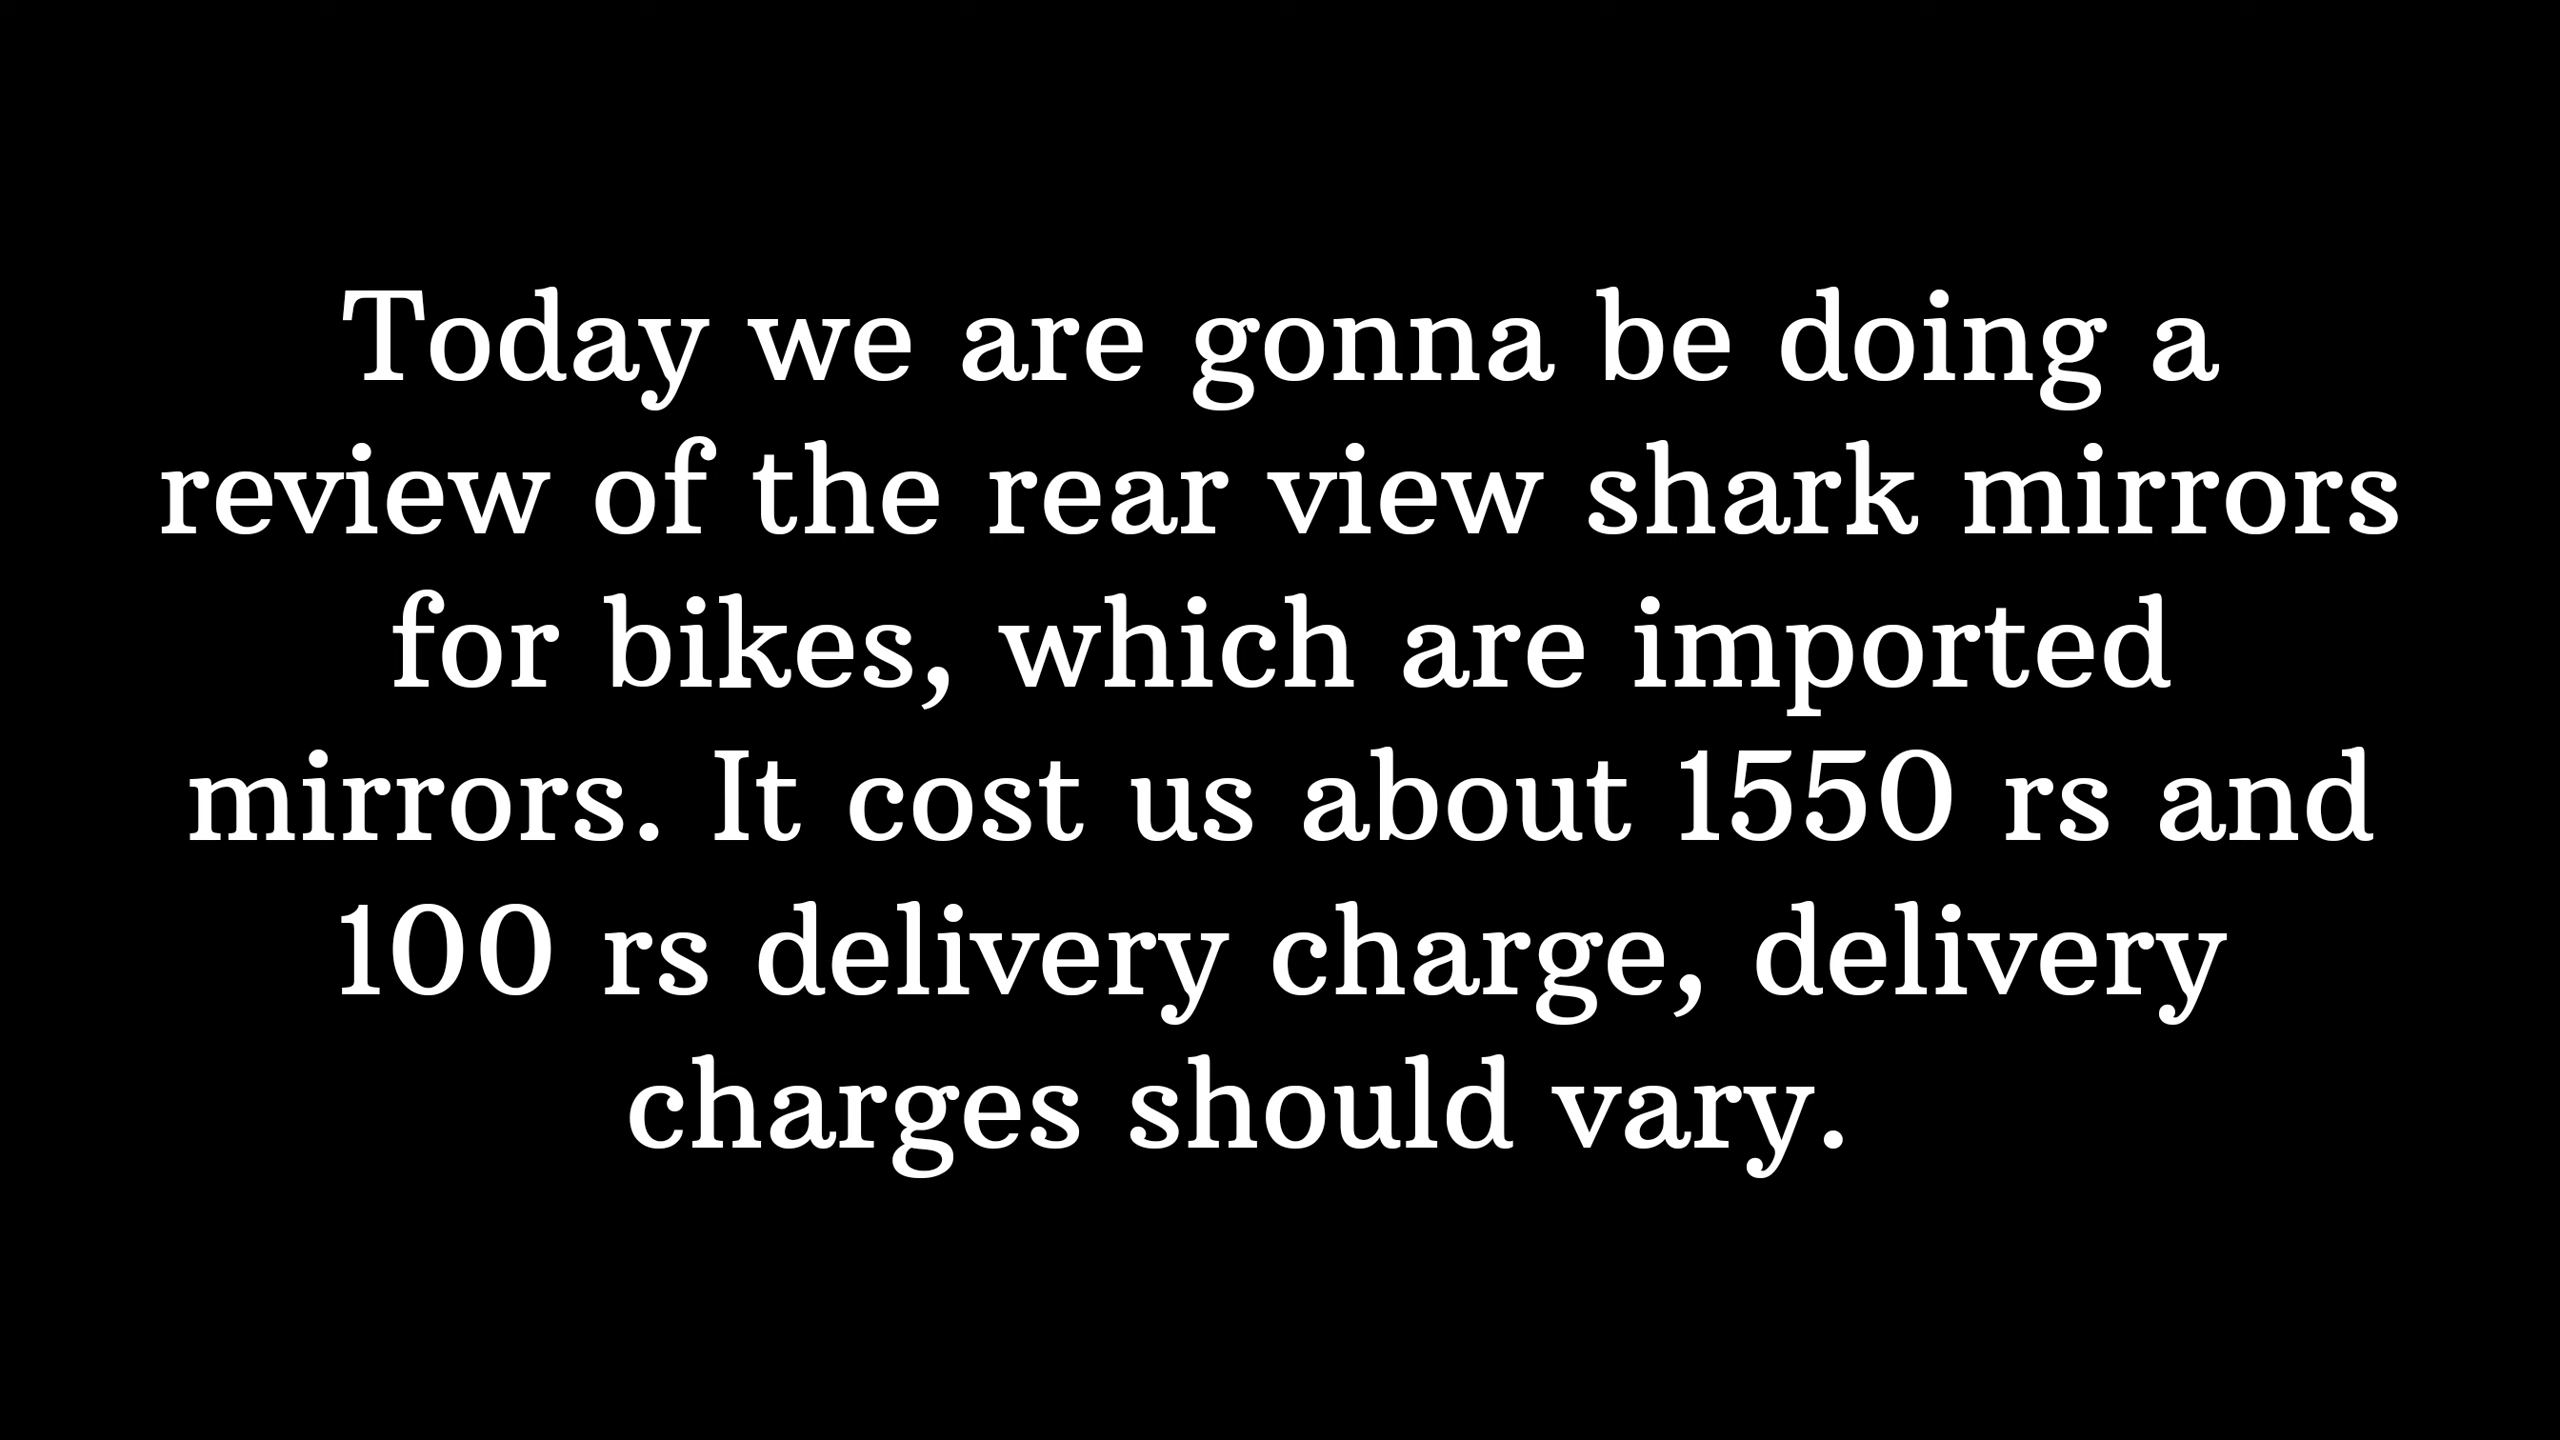 Today we are gonna be doing a
review of the rear view shark mirrors
for bikes, which are imported
mirrors. It cost us about 1550 rs and
100 rs delivery charge, delivery
charges should vary.